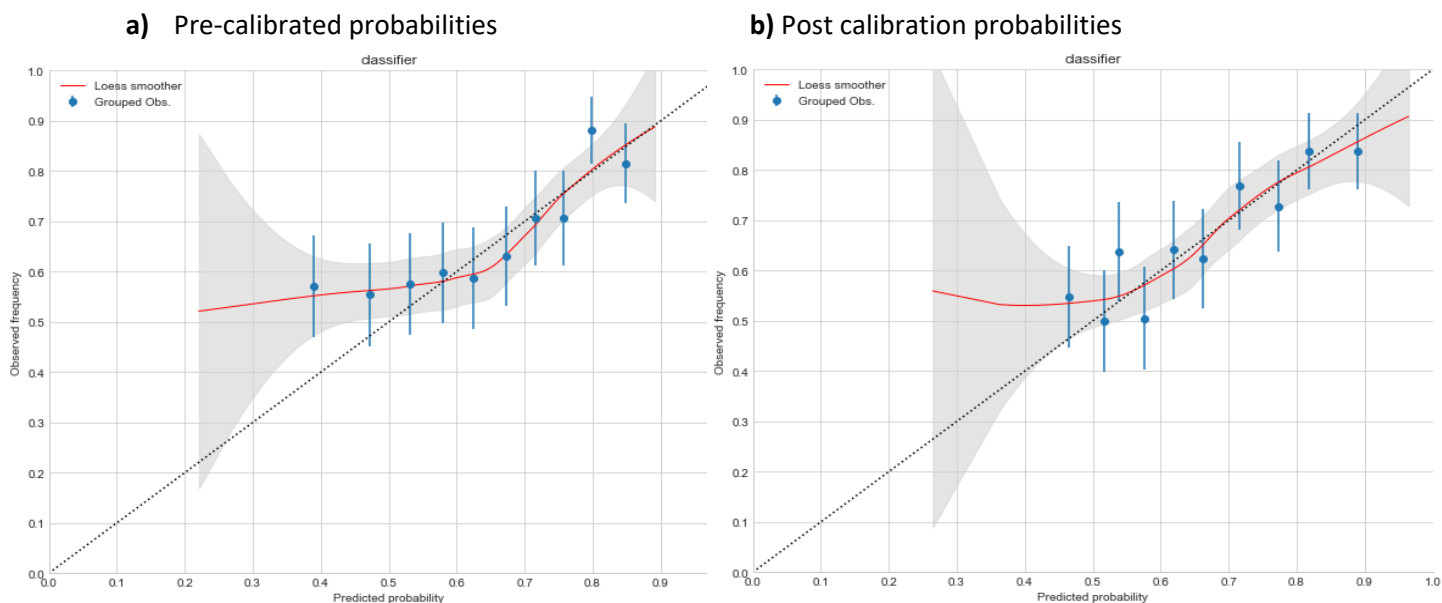 a) Pre-calibrated probabilities
classifier
Loess smoother
Grouped Obs.
1.0
0.9
0.8
0.7
0.6
0.5
0.4
0.3
0.2
0.1
0.0
Observed frequency
0.0 0.1 0.2 0.3 0.4 0.5 0.6 0.7 0.8 0.9
Predicted probability
b) Post calibration probabilities
classifier
Loess smoother
Grouped Obs.
1.0
0.9
0.8
0.7
0.6
0.5
0.4
0.3
0.2
0.1
0.0
Observed frequency
0.0 0.1 0.2 0.3 0.4 0.5 0.6 0.7 0.8 0.9 1.0
Predicted probability